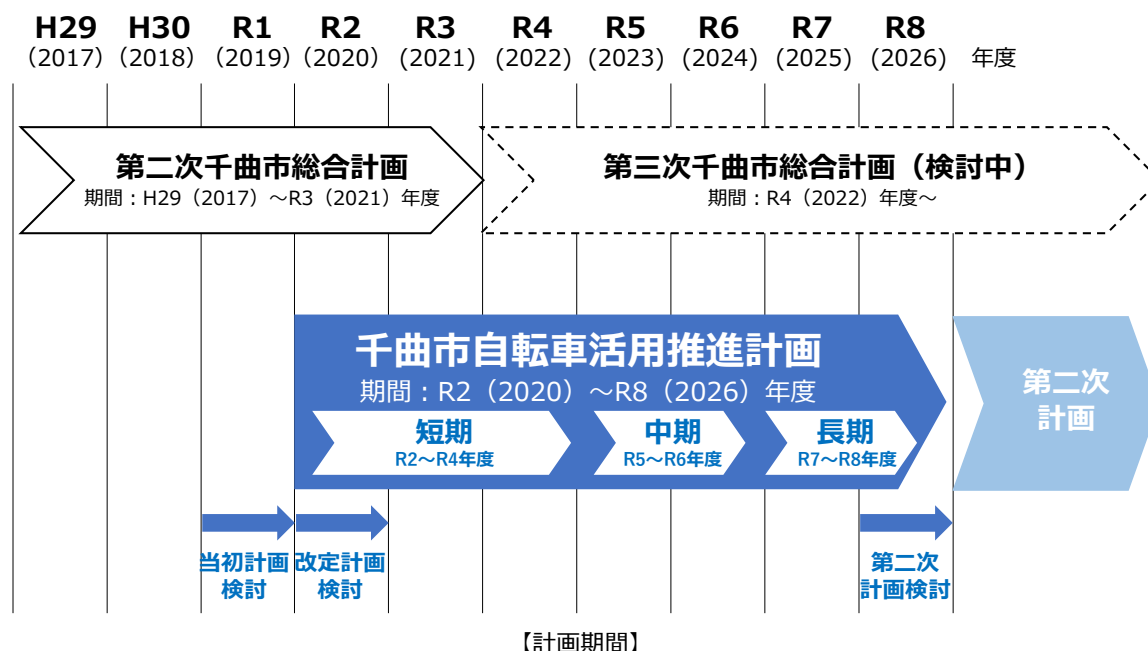 H29 H30 R1 R2 R3 R4 R5 R6 R7 R8
(2017) (2018) (2019) (2020) (2021) (2022) (2023) (2024) (2025) (2026) 年度
第二次千曲市総合計画
期間：H29（2017）～R3（2021）年度
第三次千曲市総合計画（検討中）
期間：R4（2022）年度～
千曲市自転車活用推進計画
期間：R2（2020）～R8（2026）年度
短期
R2～R4年度
中期
R5～R6年度
長期
R7～R8年度
第二次
計画
当初計画
検討
改定計画
検討
第二次
計画検討
【計画期間】